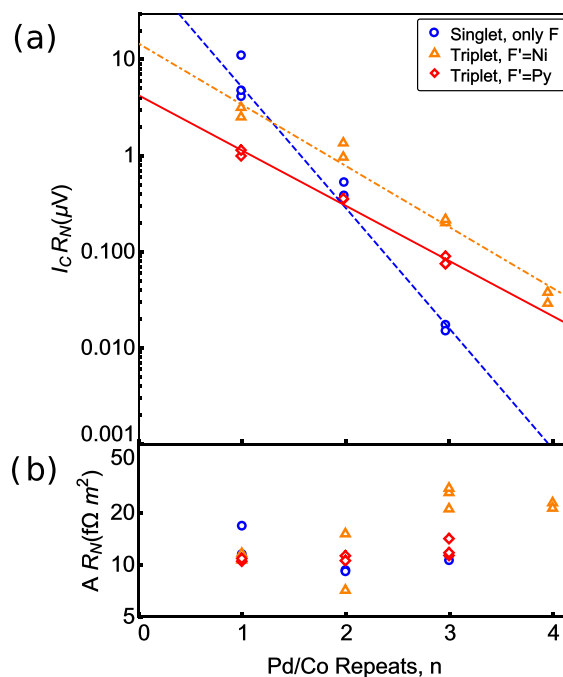 (a)
Singlet, only F
Triplet, F'=Ni
Triplet, F'=Py
10
1
0.100
0.010
0.001
I_C R_N(μV)
(b)
50
20
10
5
A R_N(fΩ m²)
0 1 2 3 4
Pd/Co Repeats, n